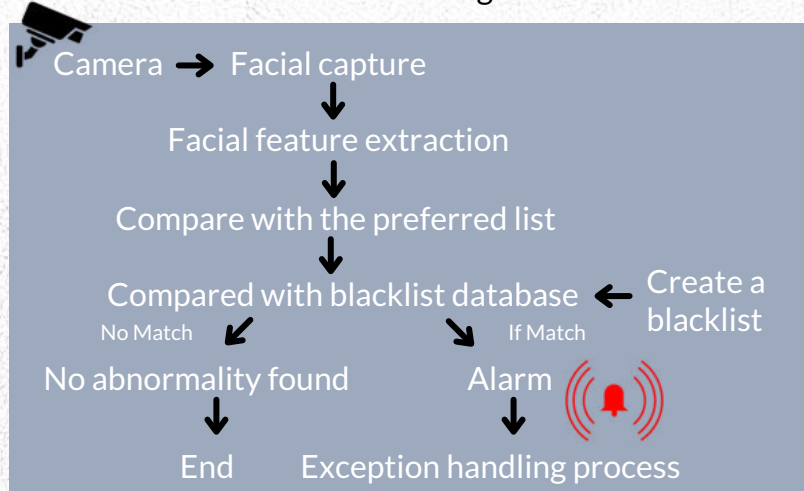 Camera Facial capture
Facial feature extraction
Compare with the preferred list
Compared with blacklist database
Create a
blacklist
No Match
If Match
No abnormality found
Alarm
End
Exception handling process